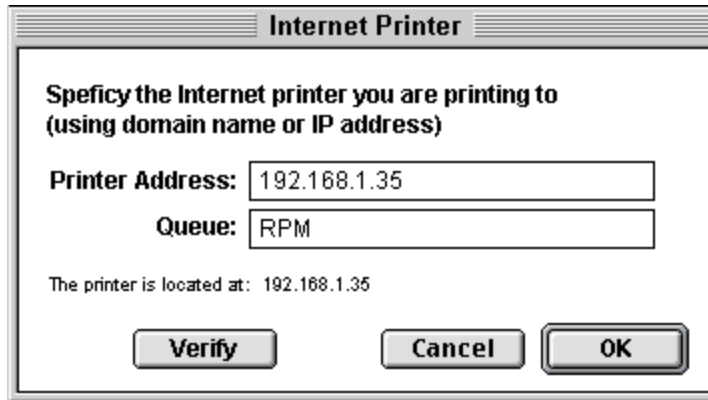 Internet Printer
Speficy the Internet printer you are printing to
(using domain name or IP address)
Printer Address: 192.168.1.35
Queue: RPM
The printer is located at: 192.168.1.35
Verify Cancel OK